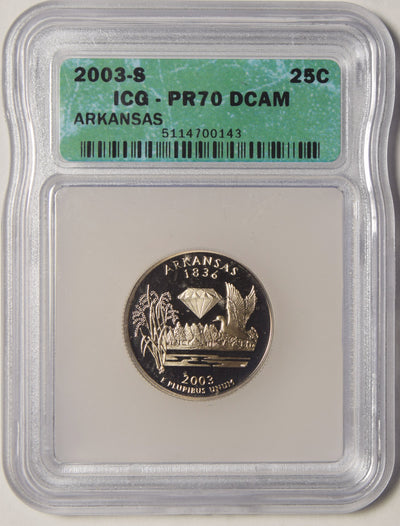 2003-S 25C
ICG - PR70 DCAM
ARKANSAS
5114700143
ARKANSAS
1836
2003
E PLURIBUS UNUM